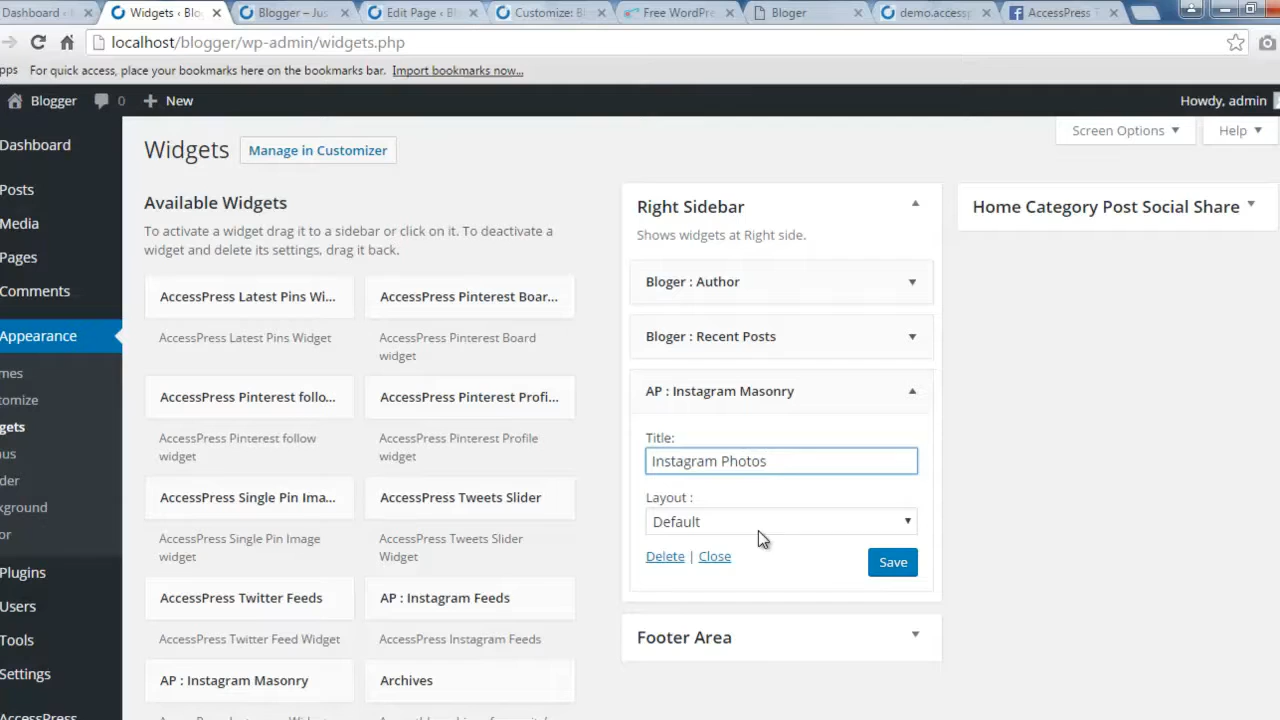 Dashboard ‹ Blog
Widgets ‹ Blog
Blogger – Jus
Edit Page ‹ Bl
Customize: Bl
Free WordPre
Bloger
demo.accessp
AccessPress T
localhost/blogger/wp-admin/widgets.php
pps
For quick access, place your bookmarks here on the bookmarks bar.
Import bookmarks now...
Blogger
0
New
Howdy, admin
Dashboard
Posts
Media
Pages
Comments
Appearance
mes
tomize
gets
us
der
kground
or
Plugins
Users
Tools
Settings
AccessPress
Screen Options
Help
Widgets
Manage in Customizer
Available Widgets
To activate a widget drag it to a sidebar or click on it. To deactivate a
widget and delete its settings, drag it back.
AccessPress Latest Pins Wi...
AccessPress Latest Pins Widget
AccessPress Pinterest Boar...
AccessPress Pinterest Board
widget
AccessPress Pinterest follo...
AccessPress Pinterest follow
widget
AccessPress Pinterest Profi...
AccessPress Pinterest Profile
widget
AccessPress Single Pin Ima...
AccessPress Single Pin Image
widget
AccessPress Tweets Slider
AccessPress Tweets Slider
Widget
AccessPress Twitter Feeds
AccessPress Twitter Feed Widget
AP : Instagram Feeds
AccessPress Instagram Feeds
AP : Instagram Masonry
Archives
Right Sidebar
Shows widgets at Right side.
Bloger : Author
Bloger : Recent Posts
AP : Instagram Masonry
Title:
Instagram Photos
Layout :
Default
Delete | Close
Save
Footer Area
Home Category Post Social Share